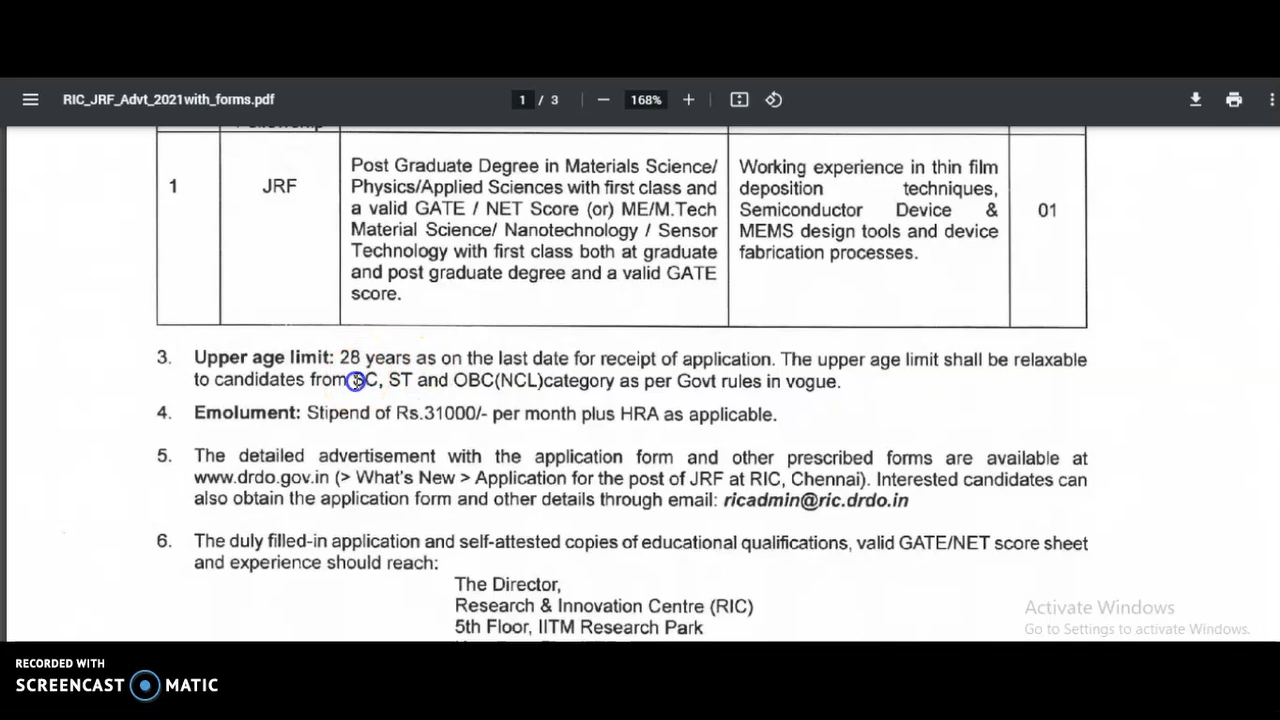 RIC_JRF_Advt_2021with_forms.pdf
1 / 3
168%
1
JRF
Post Graduate Degree in Materials Science/
Physics/Applied Sciences with first class and
a valid GATE / NET Score (or) ME/M.Tech
Material Science/ Nanotechnology / Sensor
Technology with first class both at graduate
and post graduate degree and a valid GATE
score.
Working experience in thin film
deposition techniques,
Semiconductor Device &
MEMS design tools and device
fabrication processes.
01
3. Upper age limit: 28 years as on the last date for receipt of application. The upper age limit shall be relaxable
to candidates from SC, ST and OBC(NCL)category as per Govt rules in vogue.
4. Emolument: Stipend of Rs.31000/- per month plus HRA as applicable.
5. The detailed advertisement with the application form and other prescribed forms are available at
www.drdo.gov.in (> What's New > Application for the post of JRF at RIC, Chennai). Interested candidates can
also obtain the application form and other details through email: ricadmin@ric.drdo.in
6. The duly filled-in application and self-attested copies of educational qualifications, valid GATE/NET score sheet
and experience should reach:
The Director,
Research & Innovation Centre (RIC)
5th Floor, IITM Research Park
Activate Windows
Go to Settings to activate Windows.
RECORDED WITH
SCREENCAST MATIC